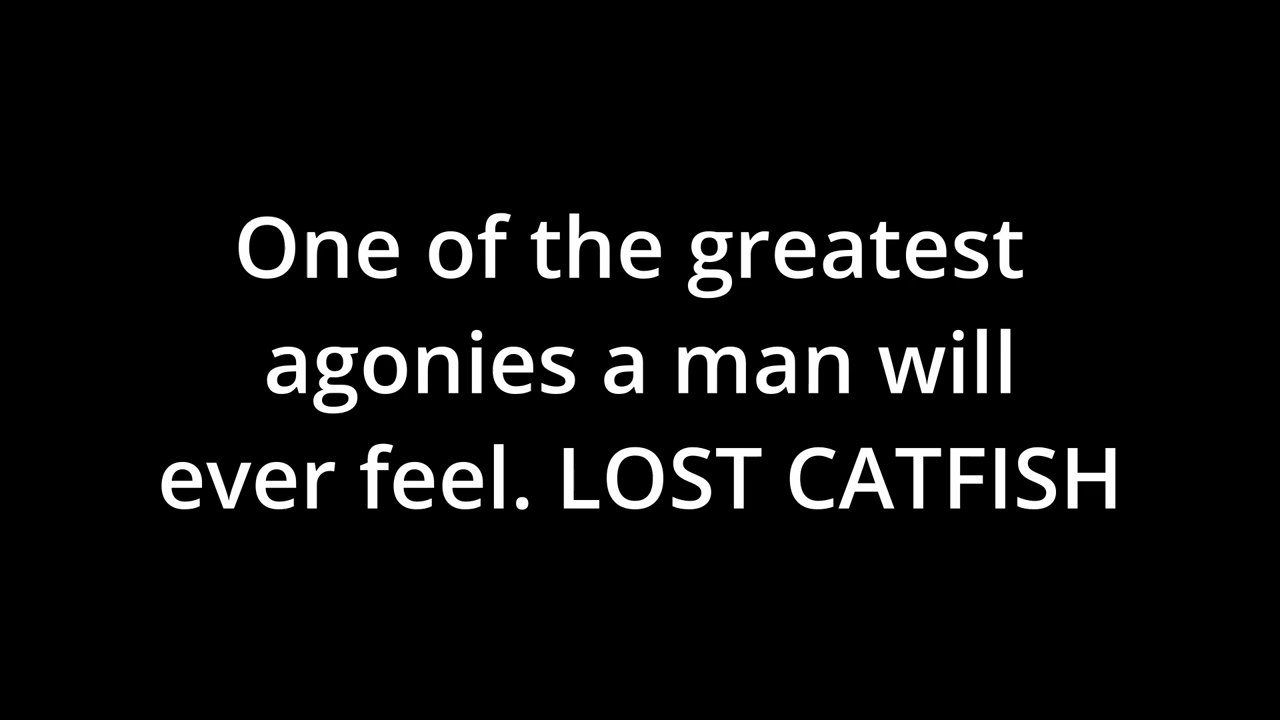 One of the greatest
agonies a man will
ever feel. LOST CATFISH